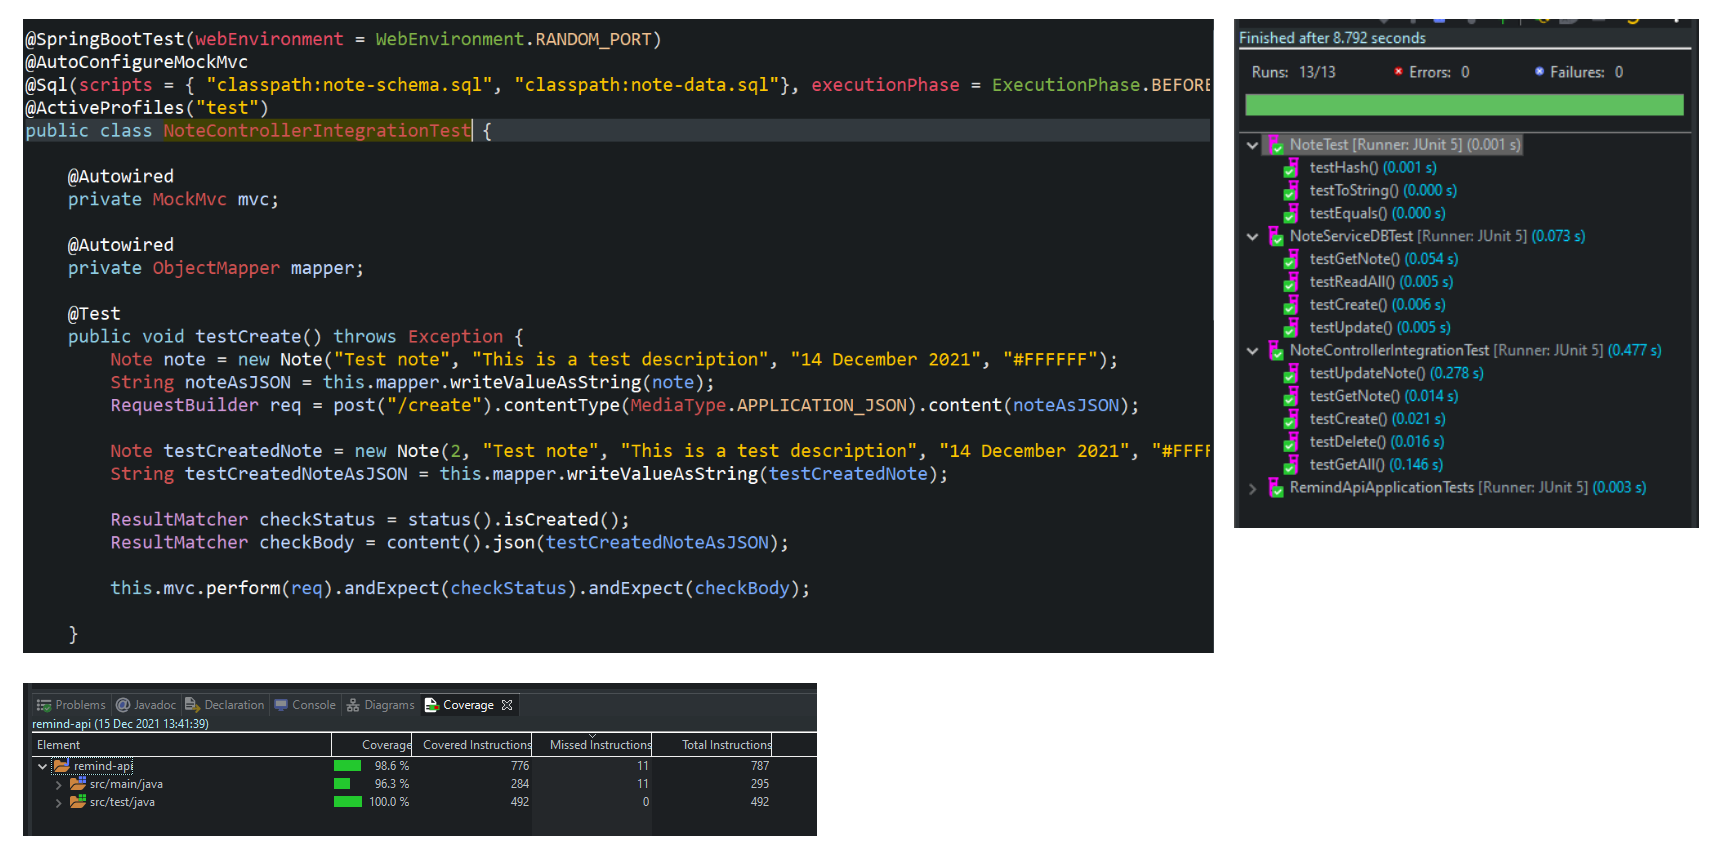 @SpringBootTest(webEnvironment = WebEnvironment.RANDOM_PORT)
@AutoConfigureMockMvc
@Sql(scripts = { "classpath:note-schema.sql", "classpath:note-data.sql"}, executionPhase = ExecutionPhase.BEFORE
@ActiveProfiles("test")
public class NoteControllerIntegrationTest {
@Autowired
private MockMvc mvc;
@Autowired
private ObjectMapper mapper;
@Test
public void testCreate() throws Exception {
Note note = new Note("Test note", "This is a test description", "14 December 2021", "#FFFFFF");
String noteAsJSON = this.mapper.writeValueAsString(note);
RequestBuilder req = post("/create").contentType(MediaType.APPLICATION_JSON).content(noteAsJSON);
Note testCreatedNote = new Note(2, "Test note", "This is a test description", "14 December 2021", "#FFFF
String testCreatedNoteAsJSON = this.mapper.writeValueAsString(testCreatedNote);
ResultMatcher checkStatus = status().isCreated();
ResultMatcher checkBody = content().json(testCreatedNoteAsJSON);
this.mvc.perform(req).andExpect(checkStatus).andExpect(checkBody);
}
Finished after 8.792 seconds
Runs: 13/13 Errors: 0 Failures: 0
NoteTest [Runner: JUnit 5] (0.001 s)
testHash() (0.001 s)
testToString() (0.000 s)
testEquals() (0.000 s)
NoteServiceDBTest [Runner: JUnit 5] (0.073 s)
testGetNote() (0.054 s)
testReadAll() (0.005 s)
testCreate() (0.006 s)
testUpdate() (0.005 s)
NoteControllerIntegrationTest [Runner: JUnit 5] (0.477 s)
testUpdateNote() (0.278 s)
testGetNote() (0.014 s)
testCreate() (0.021 s)
testDelete() (0.016 s)
testGetAll() (0.146 s)
RemindApiApplicationTests [Runner: JUnit 5] (0.003 s)
Problems @ Javadoc Declaration Console Diagrams Coverage
remind-api (15 Dec 2021 13:41:39)
Element Coverage Covered Instructions Missed Instructions Total Instructions
remind-api 98.6 % 776 11 787
src/main/java 96.3 % 284 11 295
src/test/java 100.0 % 492 0 492